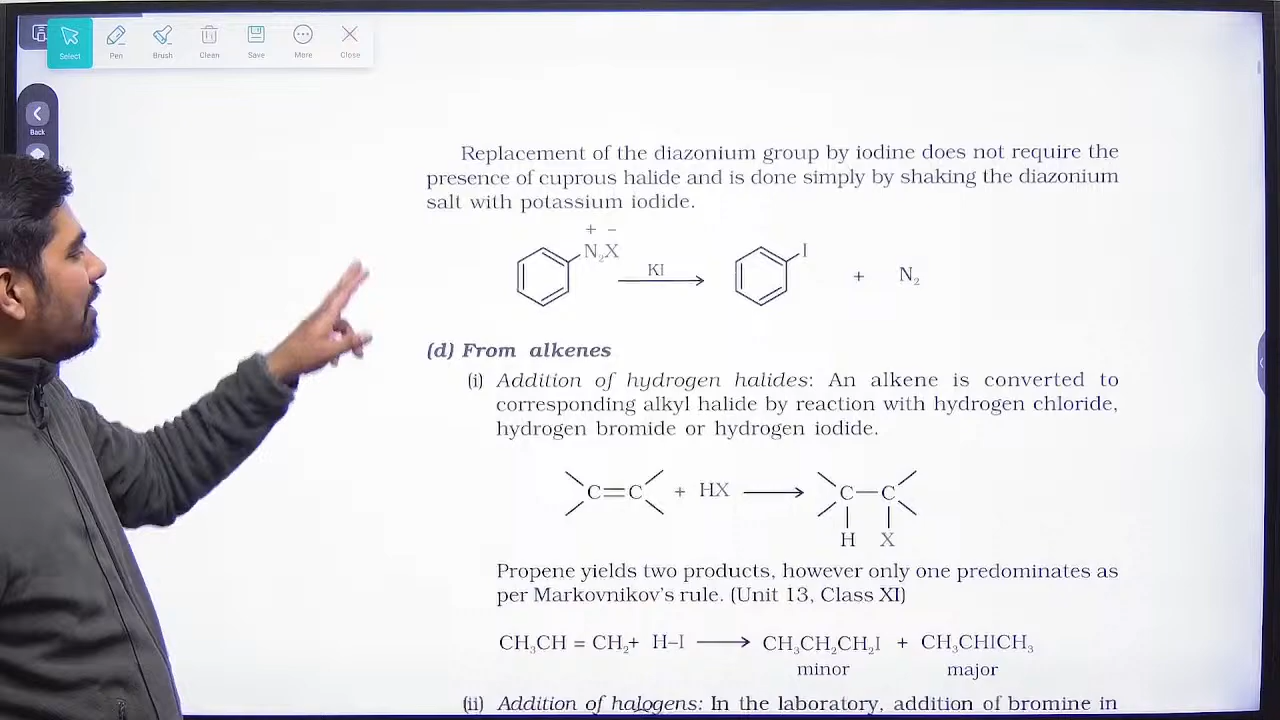 Select Pen Brush Clean Save More Close
Back
Replacement of the diazonium group by iodine does not require the
presence of cuprous halide and is done simply by shaking the diazonium
salt with potassium iodide.
+ –
N₂X
KI
I
+ N₂
(d) From alkenes
(i) Addition of hydrogen halides: An alkene is converted to
corresponding alkyl halide by reaction with hydrogen chloride,
hydrogen bromide or hydrogen iodide.
C=C + HX ⟶ C—C
H X
Propene yields two products, however only one predominates as
per Markovnikov's rule. (Unit 13, Class XI)
CH₃CH = CH₂+ H–I ⟶ CH₃CH₂CH₂I + CH₃CHICH₃
minor major
(ii) Addition of halogens: In the laboratory, addition of bromine in